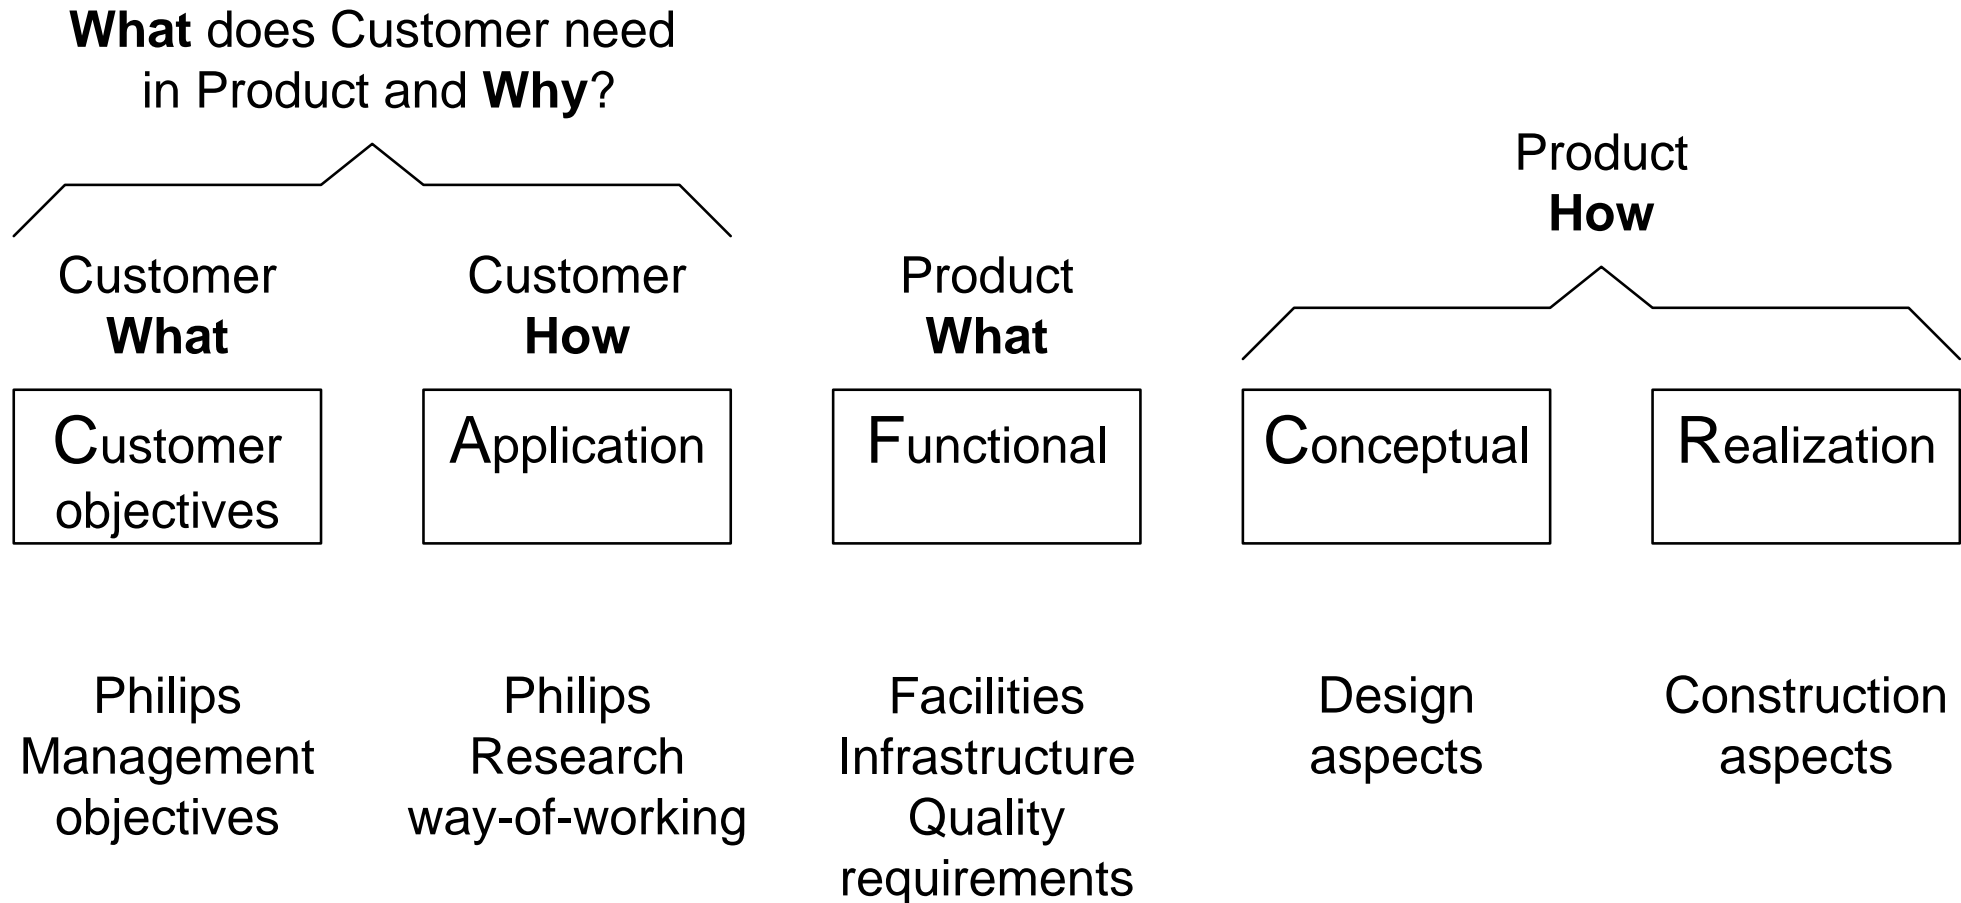 What does Customer need
in Product and Why?
Product
How
Customer
What
Customer
How
Product
What
Customer
objectives
Application
Functional
Conceptual
Realization
Philips
Management
objectives
Philips
Research
way-of-working
Facilities
Infrastructure
Quality
requirements
Design
aspects
Construction
aspects